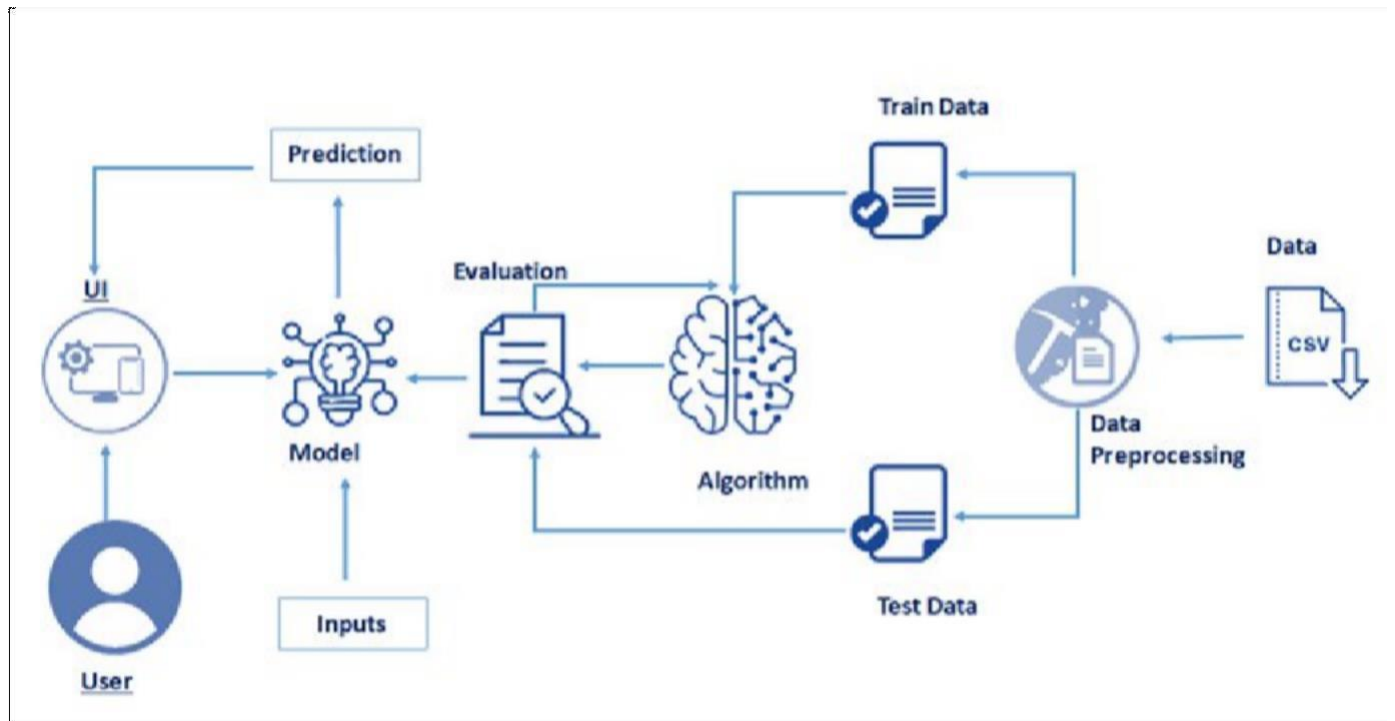 Train Data
Prediction
Data
Evaluation
UI
CSV
Data
Preprocessing
Model
Algorithm
Test Data
Inputs
User